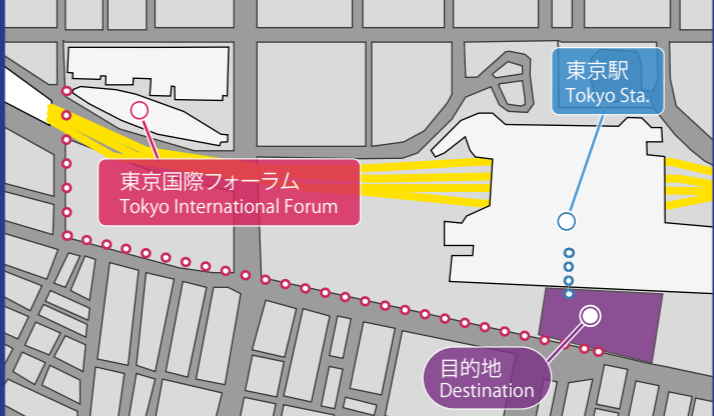 東京駅
Tokyo Sta.
東京国際フォーラム
Tokyo International Forum
目的地
Destination